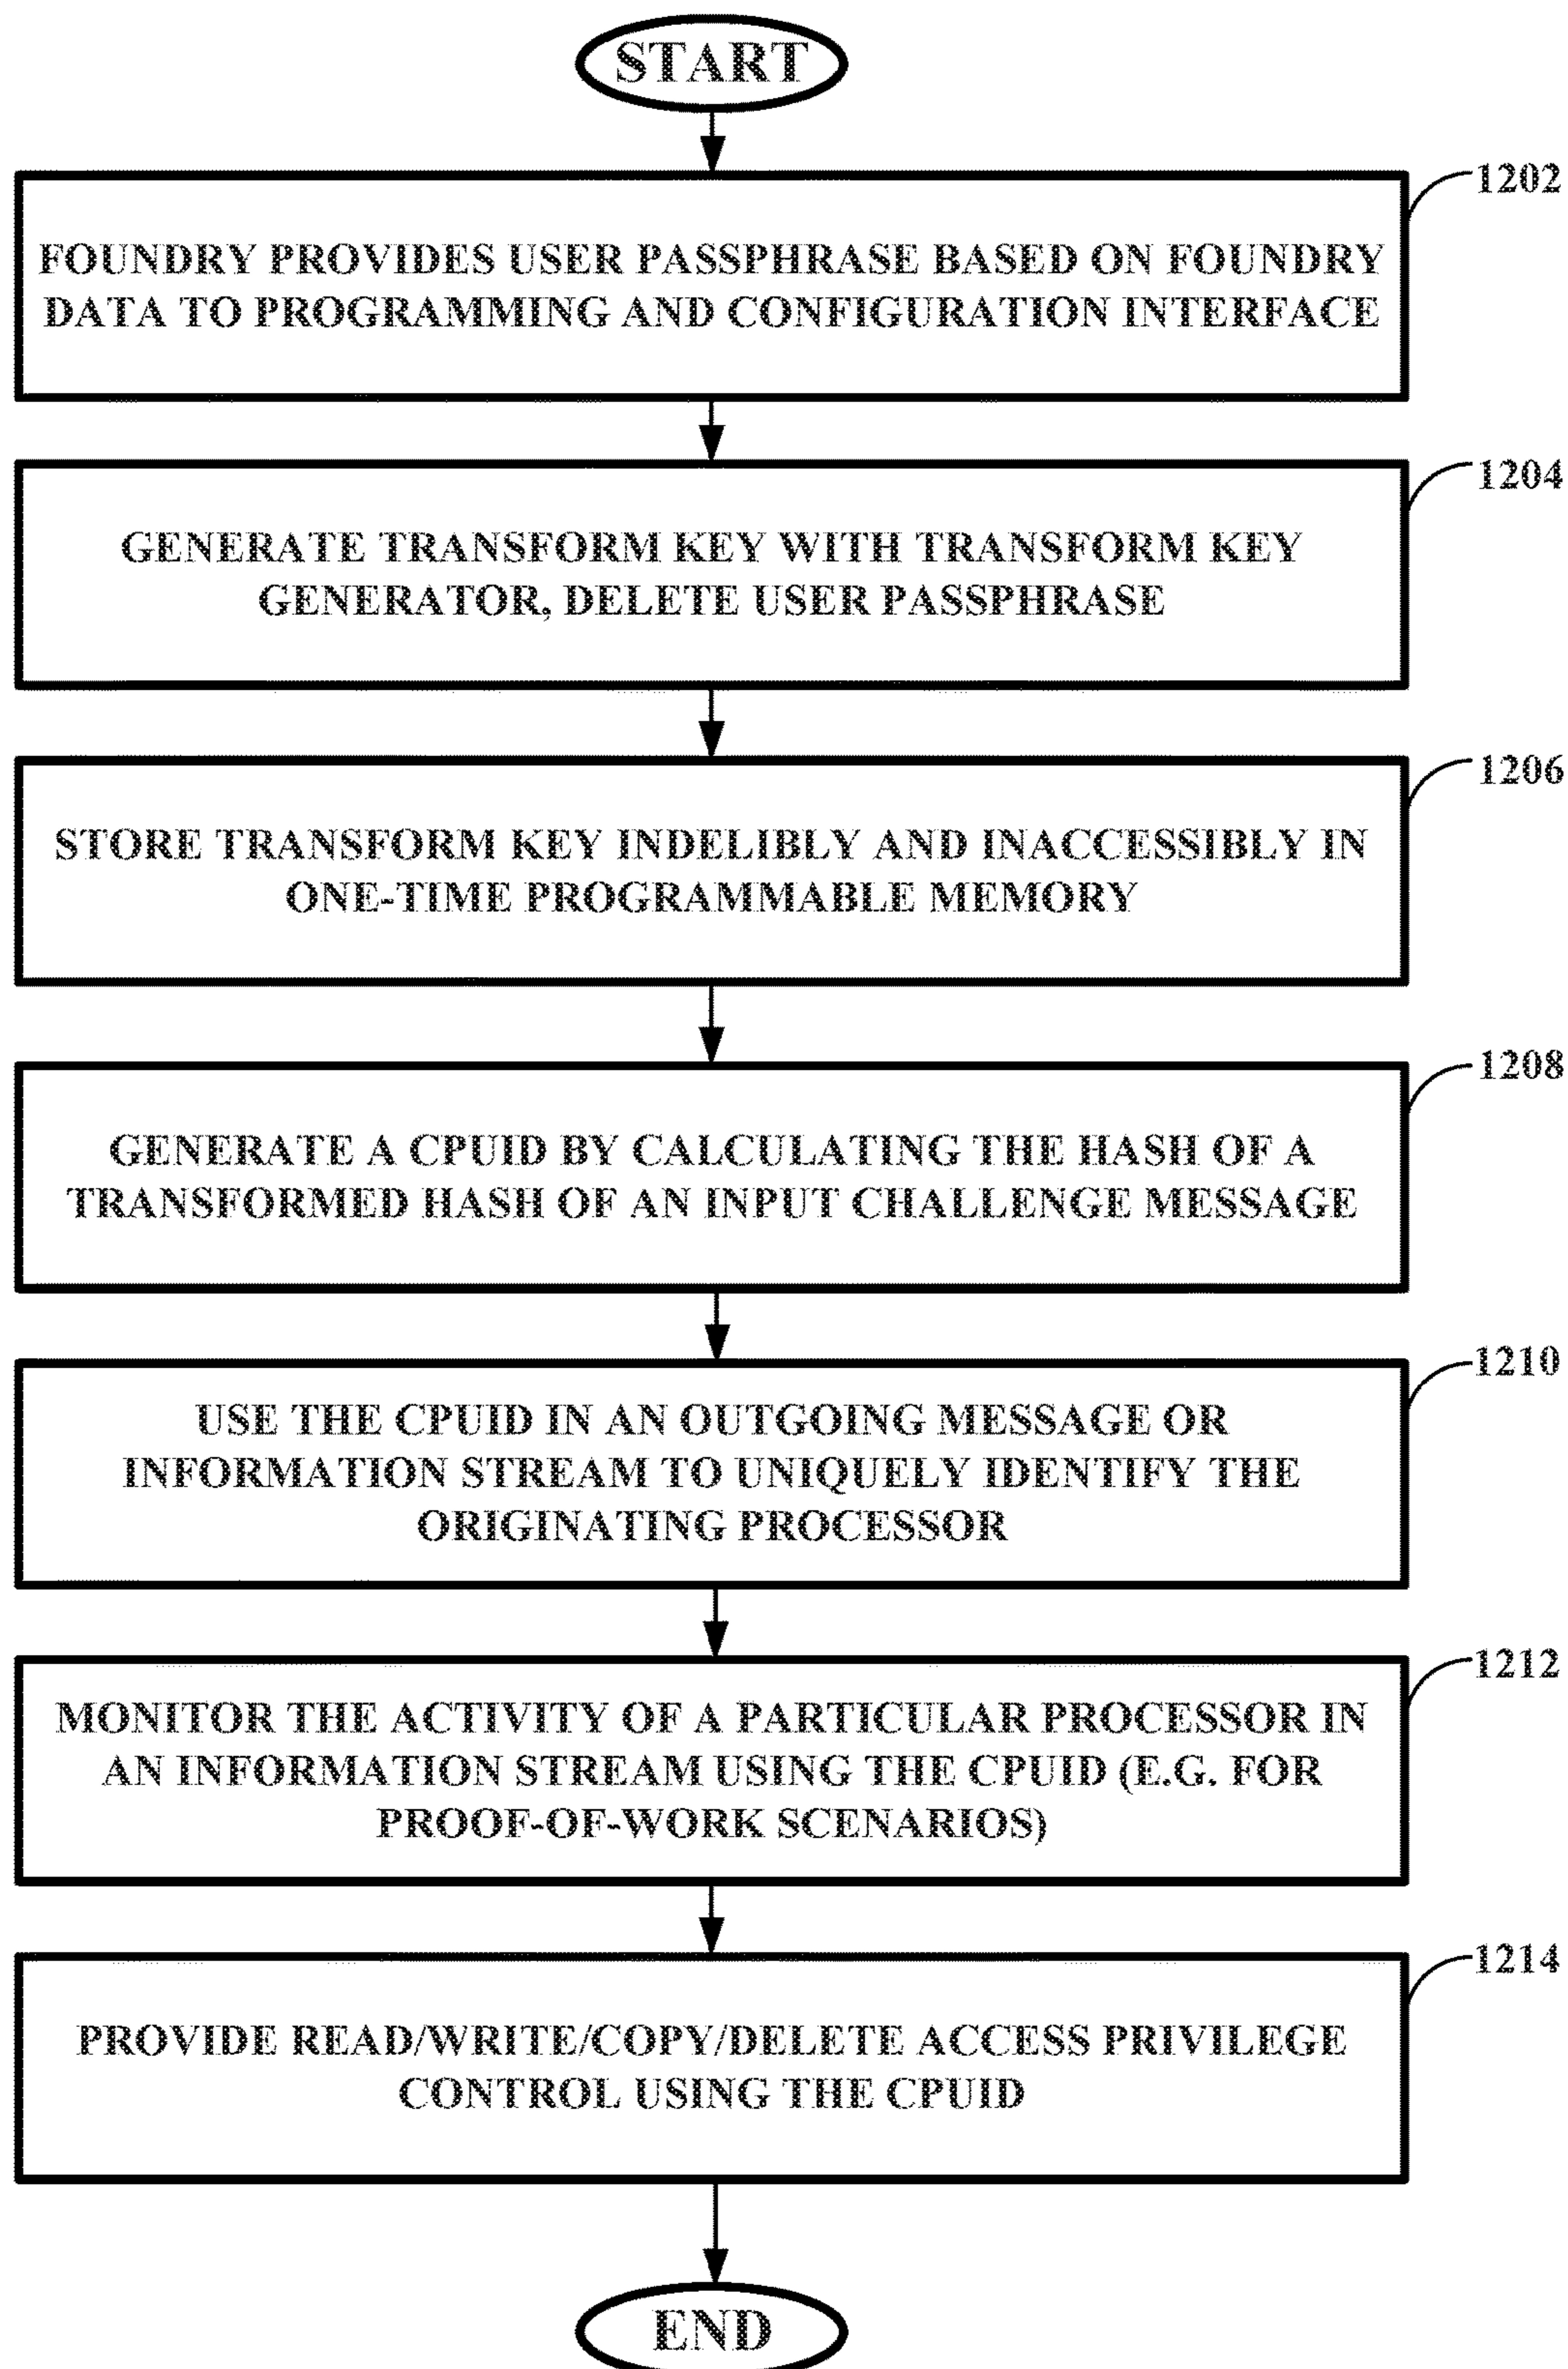 START
1202
FOUNDRY PROVIDES USER PASSPHRASE BASED ON FOUNDRY
DATA TO PROGRAMMING AND CONFIGURATION INTERFACE
1204
GENERATE TRANSFORM KEY WITH TRANSFORM KEY
GENERATOR, DELETE USER PASSPHRASE
1206
STORE TRANSFORM KEY INDELIBLY AND INACCESSIBLY IN
ONE-TIME PROGRAMMABLE MEMORY
1208
GENERATE A CPUID BY CALCULATING THE HASH OF A
TRANSFORMED HASH OF AN INPUT CHALLENGE MESSAGE
1210
USE THE CPUID IN AN OUTGOING MESSAGE OR
INFORMATION STREAM TO UNIQUELY IDENTIFY THE
ORIGINATING PROCESSOR
1212
MONITOR THE ACTIVITY OF A PARTICULAR PROCESSOR IN
AN INFORMATION STREAM USING THE CPUID (E.G. FOR
PROOF-OF-WORK SCENARIOS)
1214
PROVIDE READ/WRITE/COPY/DELETE ACCESS PRIVILEGE
CONTROL USING THE CPUID
END